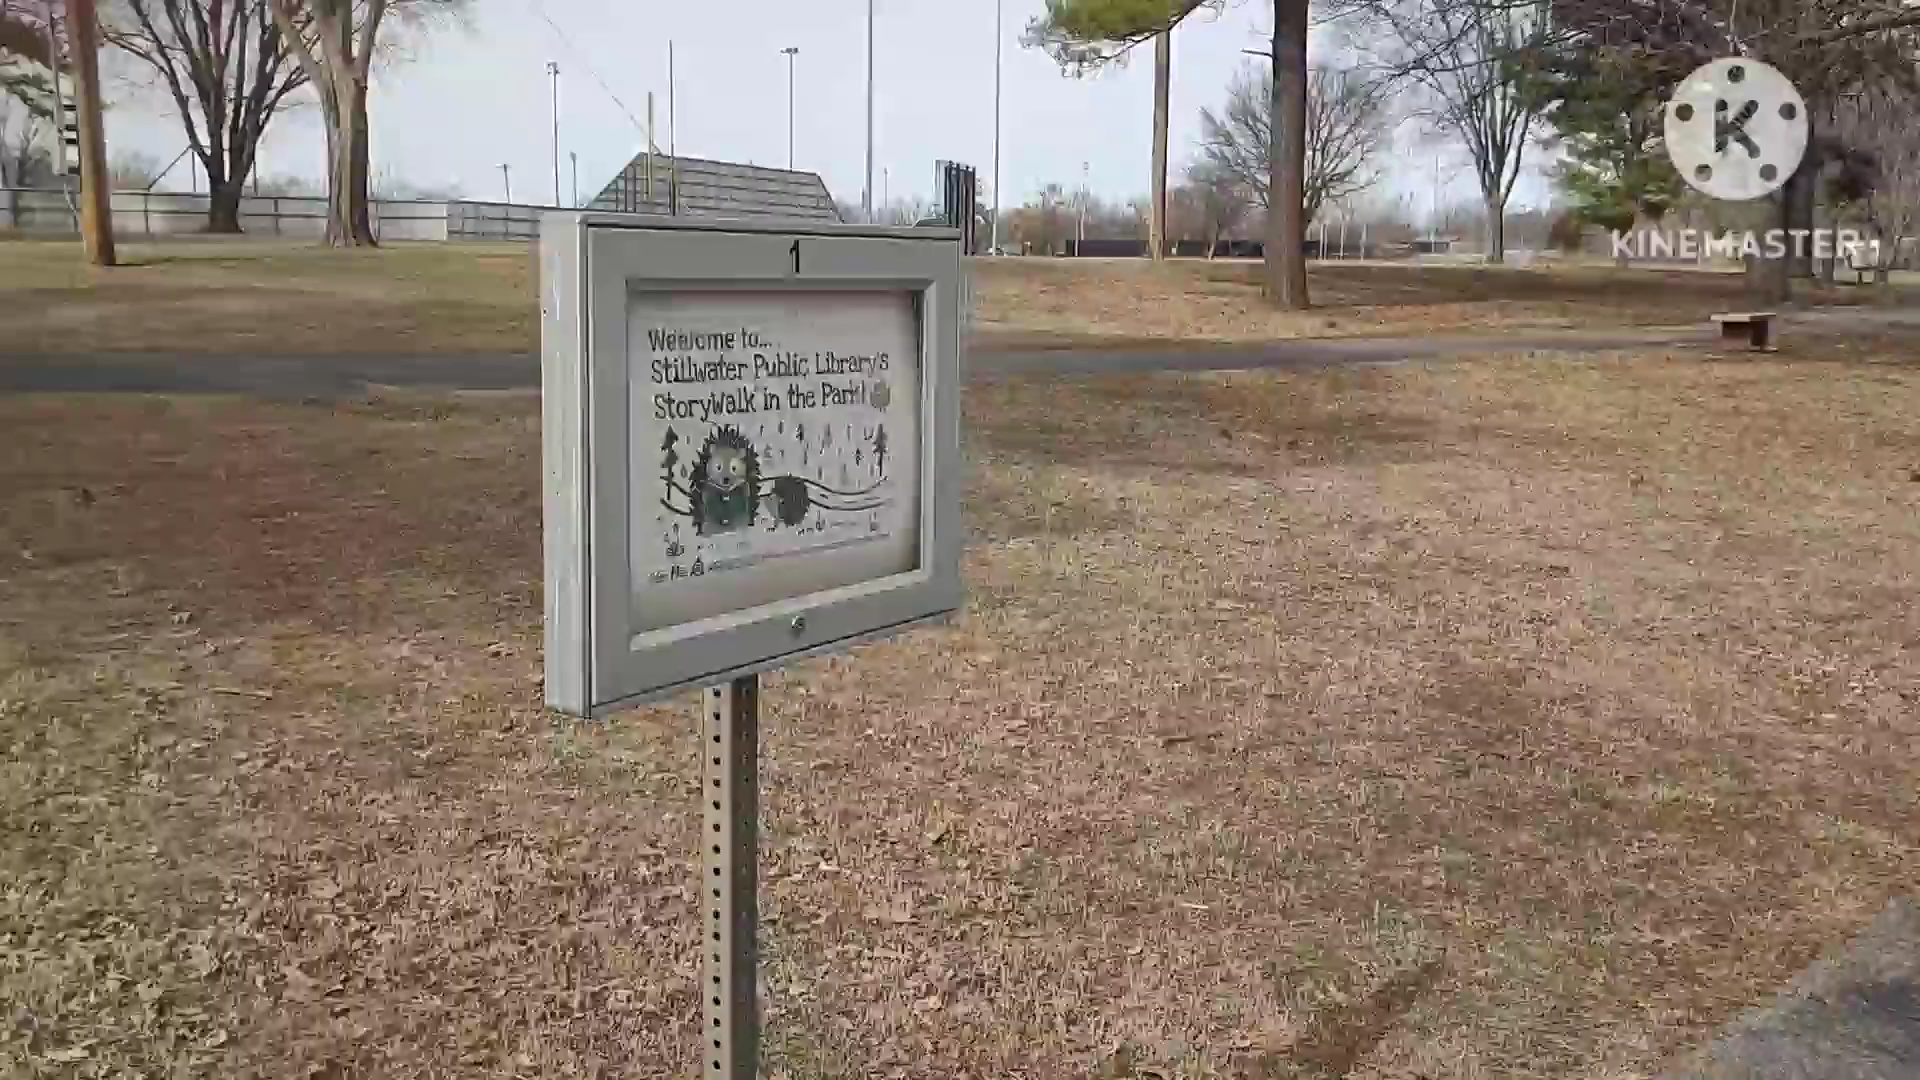 1
Welcome to...
Stillwater Public Library's
StoryWalk in the Park!
K
KINEMASTER